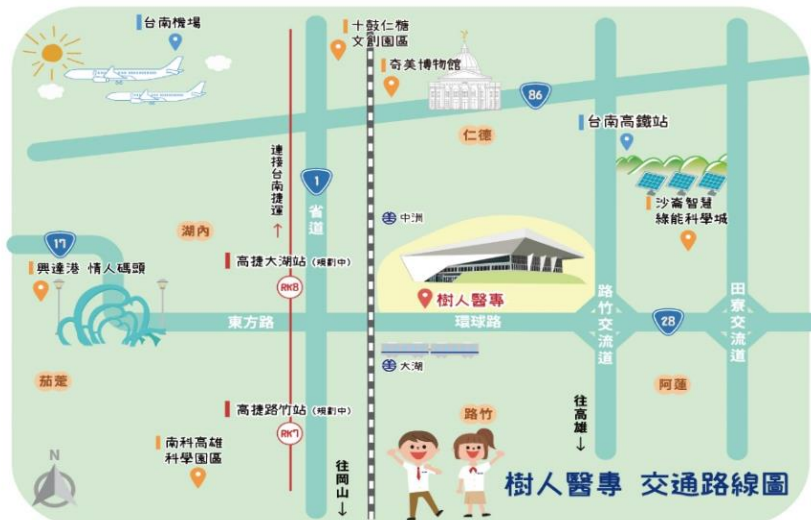 台南機場
十鼓仁糖
文創園區
奇美博物館
86
仁德
台南高鐵站
連接台南捷運
↑
1
省道
中洲
沙崙智慧
綠能科學城
湖內
17
興達港 情人碼頭
高捷大湖站 (規劃中)
RK8
樹人醫專
路竹交流道
田寮交流道
東方路
環球路
28
大湖
茄萣
阿蓮
高捷路竹站 (規劃中)
RK7
路竹
往高雄
↓
南科高雄
科學園區
N
往岡山
↓
樹人醫專 交通路線圖